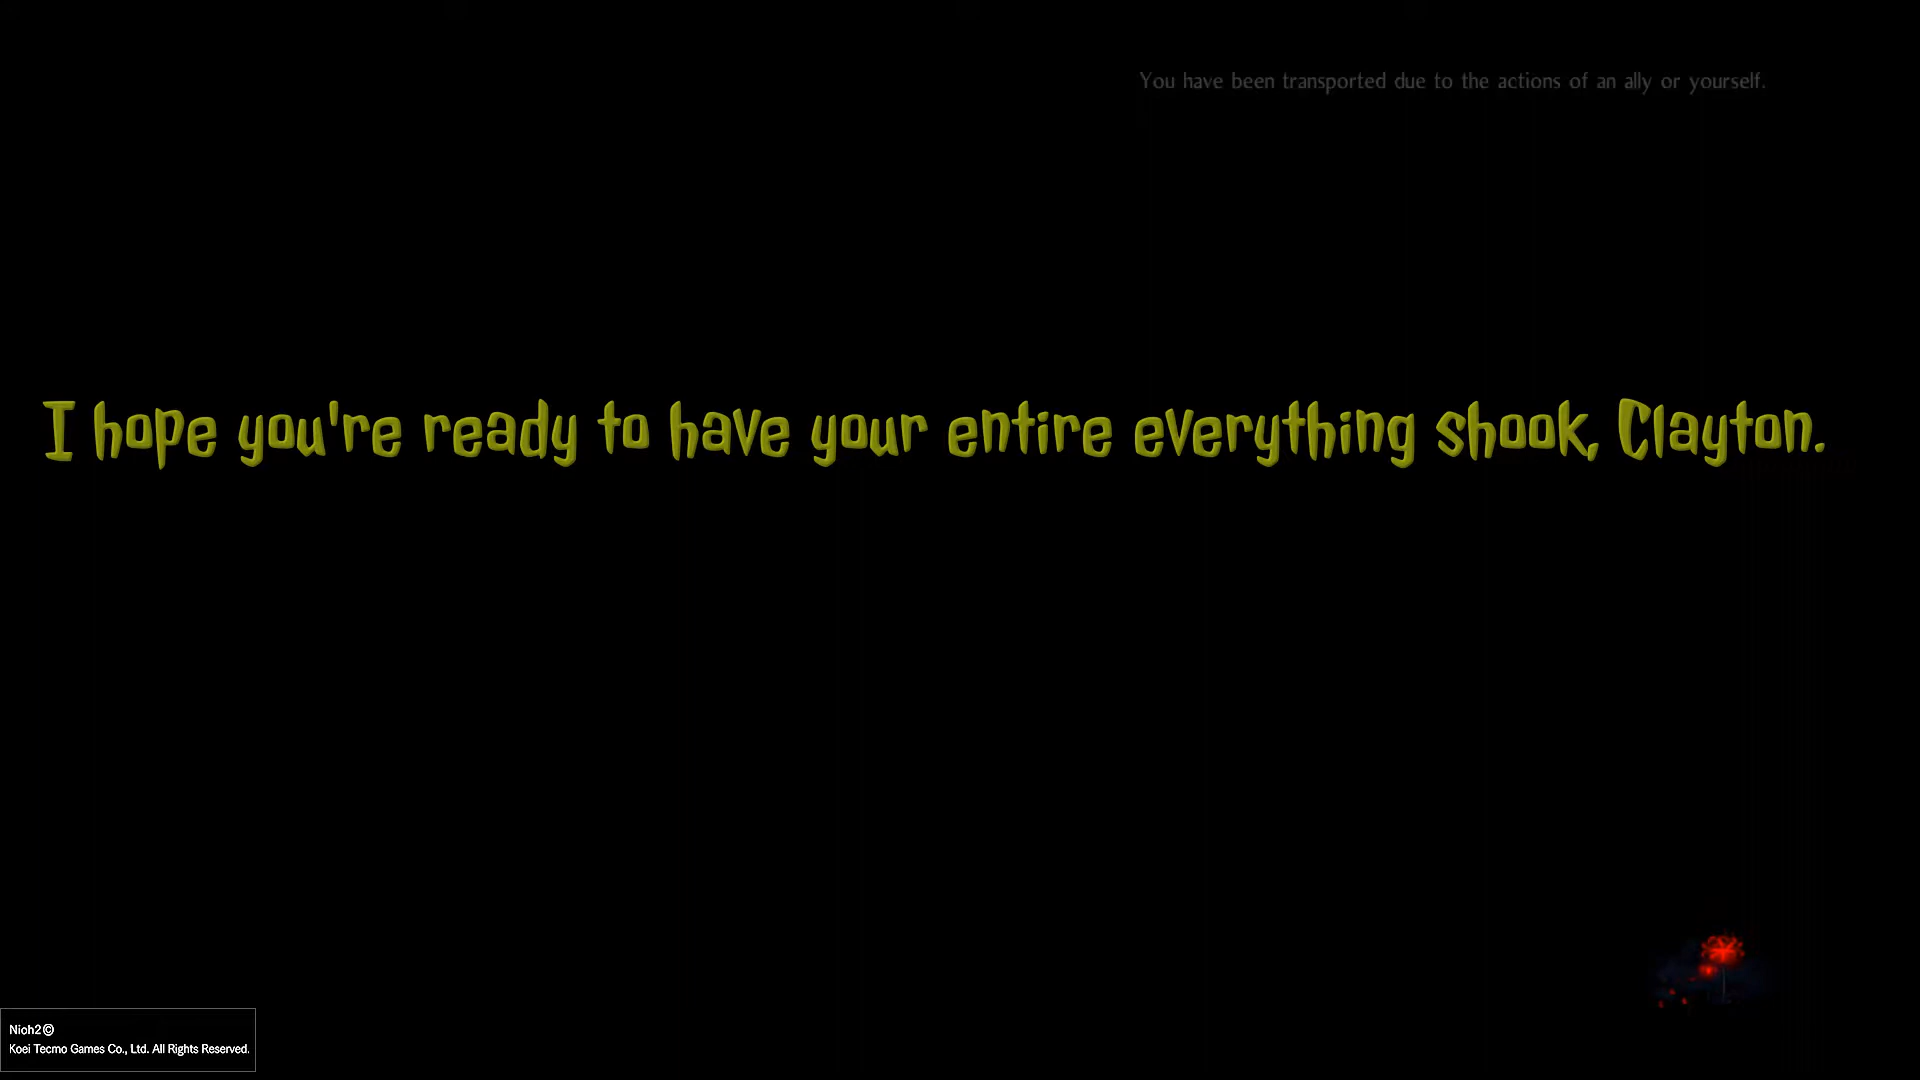 You have been transported due to the actions of an ally or yourself.
I hope you're ready to have your entire everything shook, Clayton.
Nioh2©
Koei Tecmo Games Co., Ltd. All Rights Reserved.